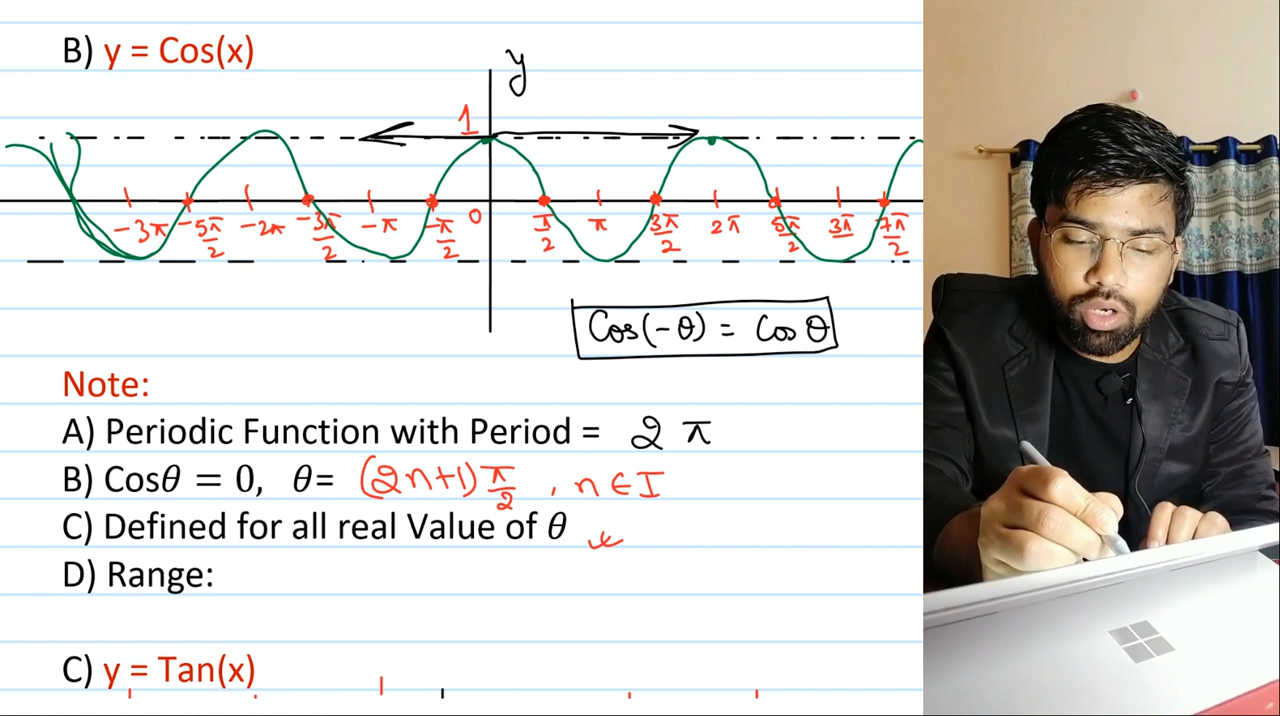 B) y = Cos(x)
y
1
−3π −5π/2 −2π −3π/2 −π −π/2 0 π/2 π 3π/2 2π 5π/2 3π 7π/2
Cos(−θ) = Cos θ
Note:
A) Periodic Function with Period = 2π
B) Cosθ = 0, θ= (2n+1)π/2 , n ∈ I
C) Defined for all real Value of θ
D) Range:
C) y = Tan(x)